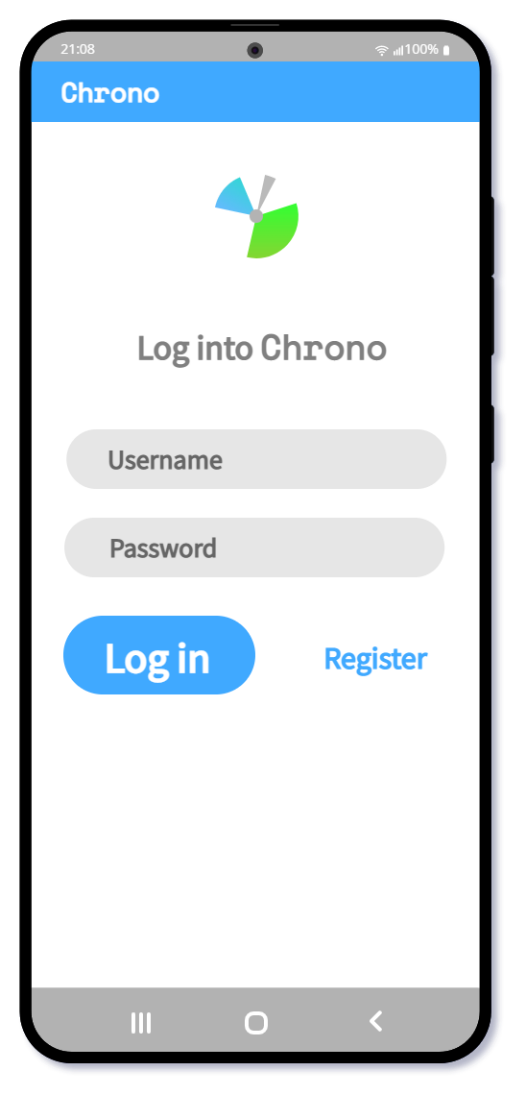 21:08 100%
Chrono
Log into Chrono
Username
Password
Log in Register